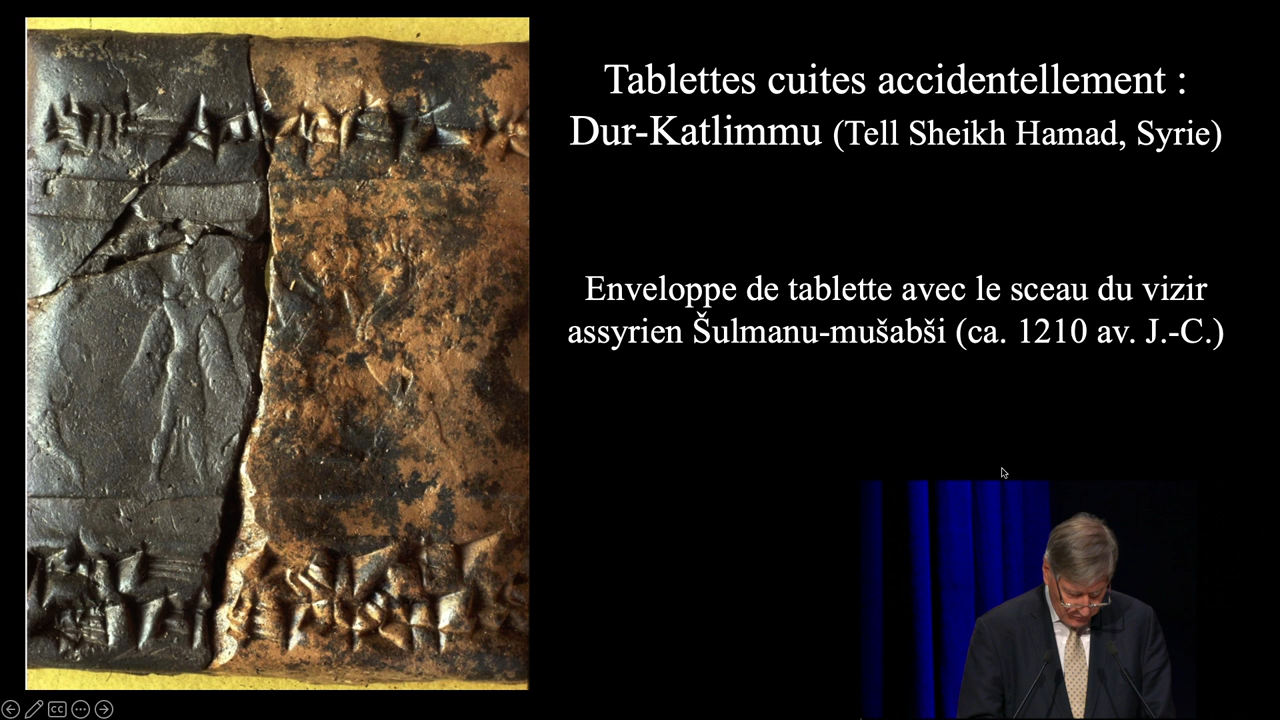 Tablettes cuites accidentellement :
Dur-Katlimmu (Tell Sheikh Hamad, Syrie)
Enveloppe de tablette avec le sceau du vizir
assyrien Šulmanu-mušabši (ca. 1210 av. J.-C.)
CC